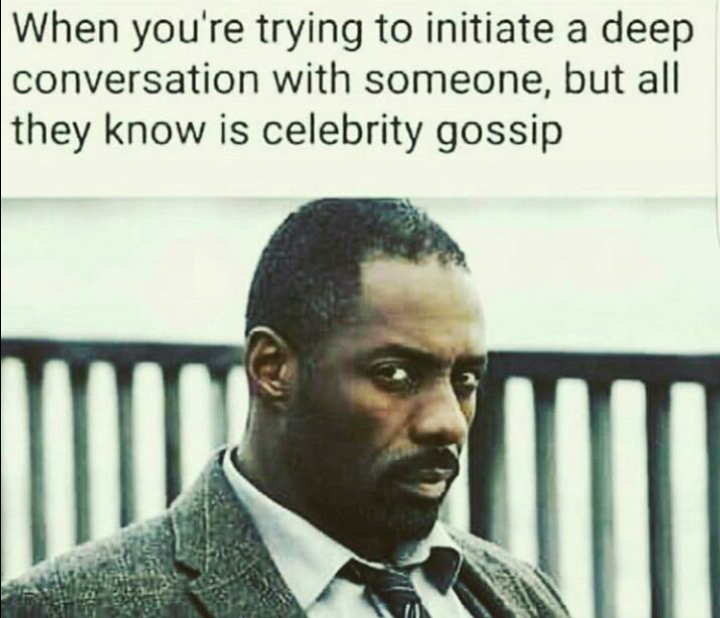 When you're trying to initiate a deep
conversation with someone, but all
they know is celebrity gossip